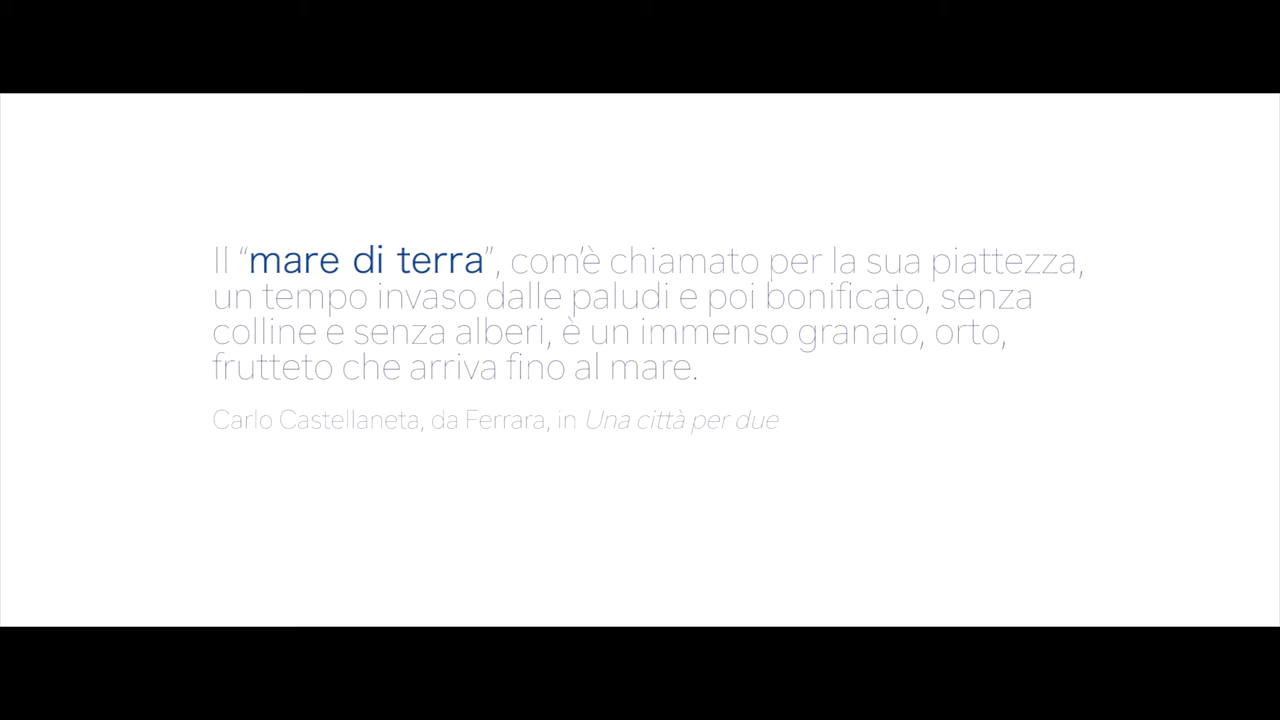 Il “mare di terra”, com’è chiamato per la sua piattezza,
un tempo invaso dalle paludi e poi bonificato, senza
colline e senza alberi, è un immenso granaio, orto,
frutteto che arriva fino al mare.
Carlo Castellaneta, da Ferrara, in Una città per due